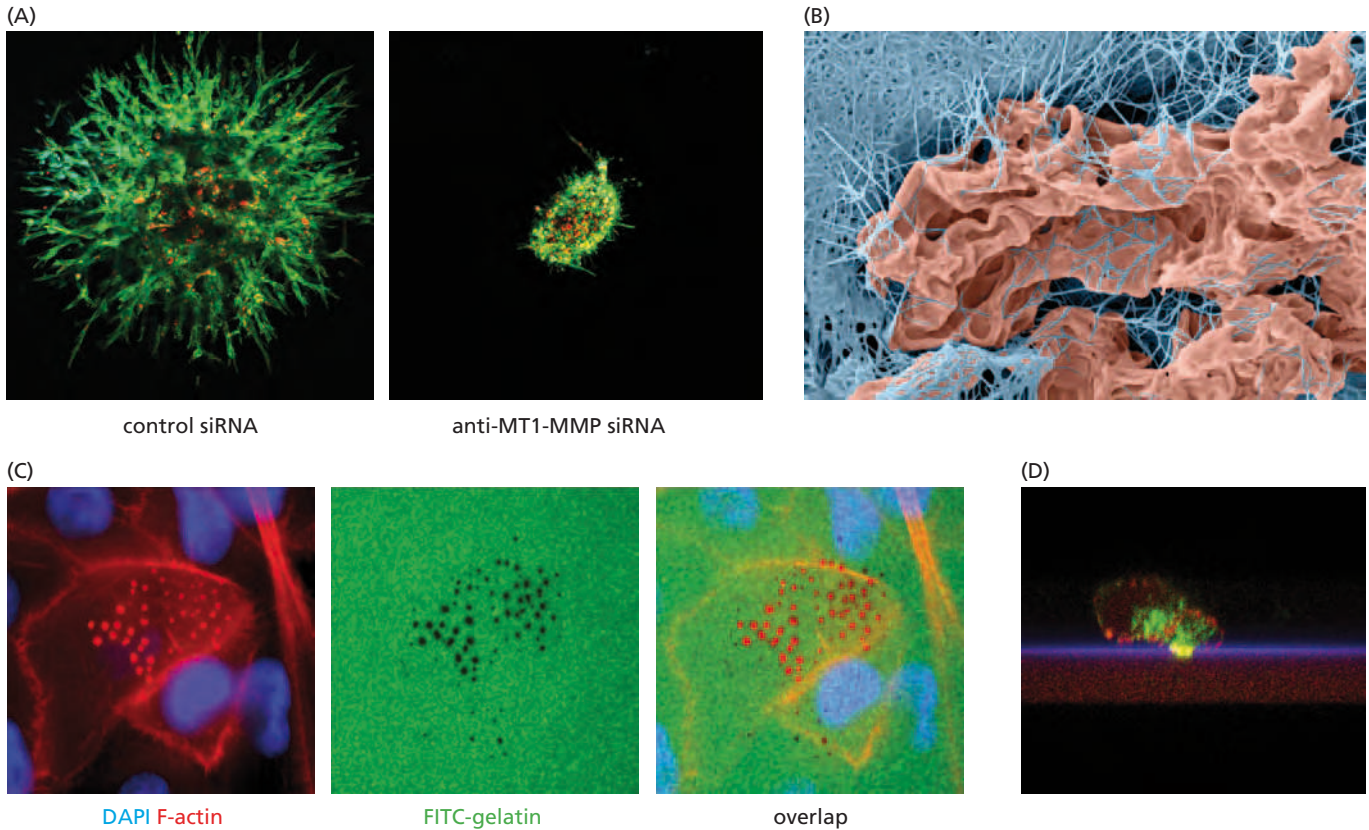 (A)
(B)
control siRNA
anti-MT1-MMP siRNA
(C)
(D)
DAPI F-actin
FITC-gelatin
overlap